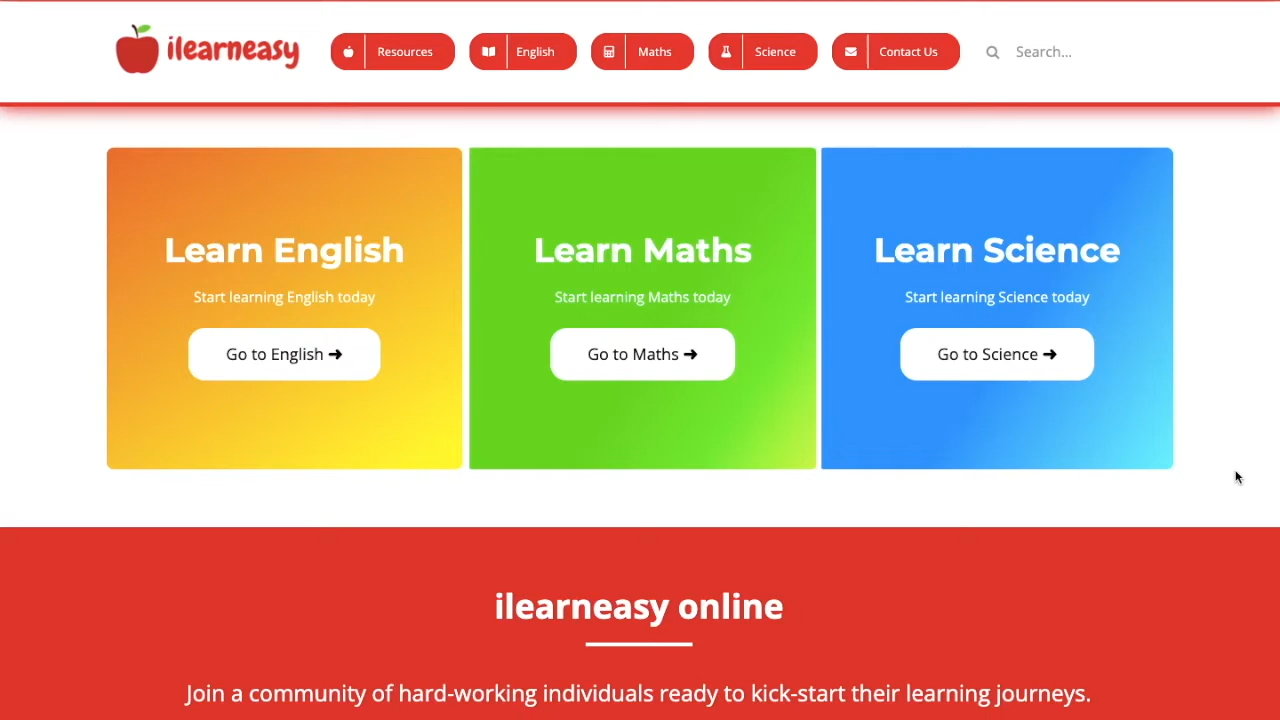 ilearneasy
Resources
English
Maths
Science
Contact Us
Search...
Learn English
Start learning English today
Go to English ➜
Learn Maths
Start learning Maths today
Go to Maths ➜
Learn Science
Start learning Science today
Go to Science ➜
ilearneasy online
Join a community of hard-working individuals ready to kick-start their learning journeys.